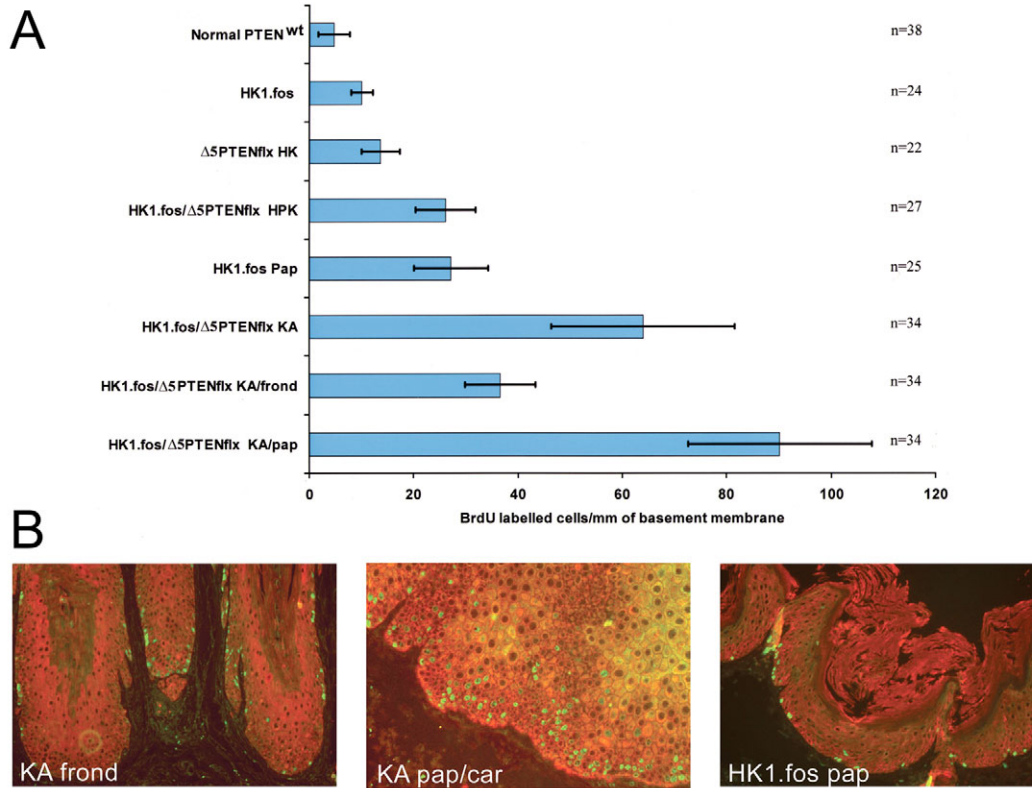 A
Normal PTEN wt n=38
HK1.fos n=24
Δ5PTENflx HK n=22
HK1.fos/Δ5PTENflx HPK n=27
HK1.fos Pap n=25
HK1.fos/Δ5PTENflx KA n=34
HK1.fos/Δ5PTENflx KA/frond n=34
HK1.fos/Δ5PTENflx KA/pap n=34
0 20 40 60 80 100 120
BrdU labelled cells/mm of basement membrane
B
KA frond KA pap/car HK1.fos pap